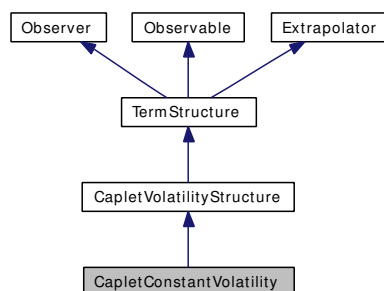 Observer Observable Extrapolator
TermStructure
CapletVolatilityStructure
CapletConstantVolatility